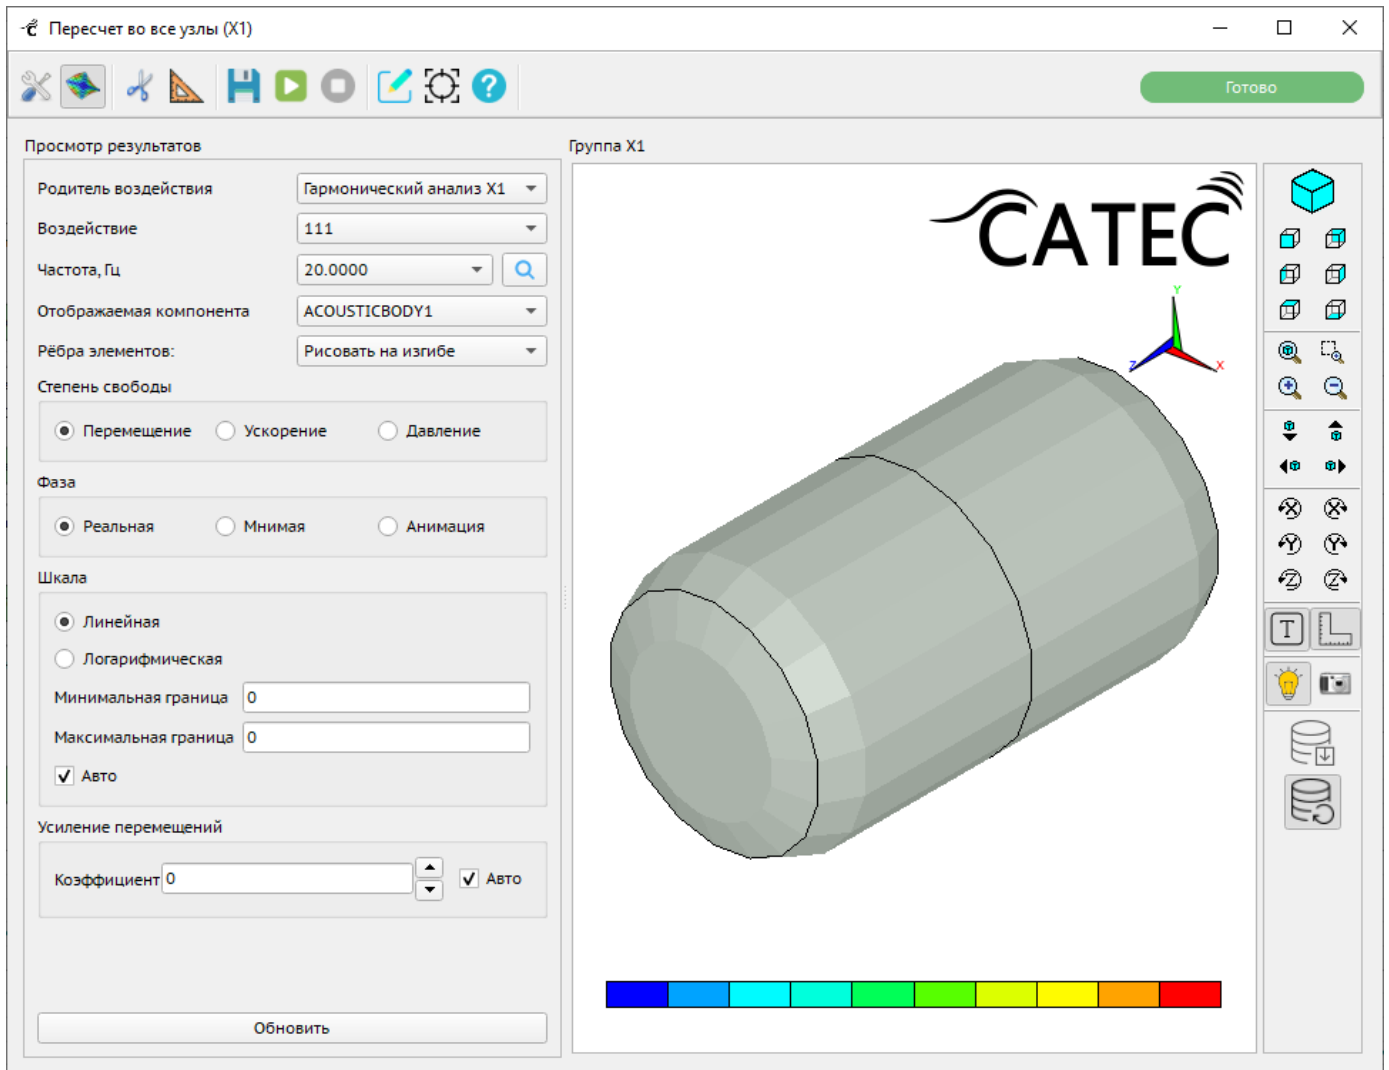 Пересчет во все узлы (X1)
Готово
Просмотр результатов
Родитель воздействия
Гармонический анализ X1
Воздействие
111
Частота, Гц
20.0000
Отображаемая компонента
ACOUSTICBODY1
Рёбра элементов:
Рисовать на изгибе
Степень свободы
Перемещение
Ускорение
Давление
Фаза
Реальная
Мнимая
Анимация
Шкала
Линейная
Логарифмическая
Минимальная граница
0
Максимальная граница
0
Авто
Усиление перемещений
Коэффициент
0
Авто
Обновить
Группа X1
CATEC
Y
Z
X
X
X
Y
Y
Z
Z
T